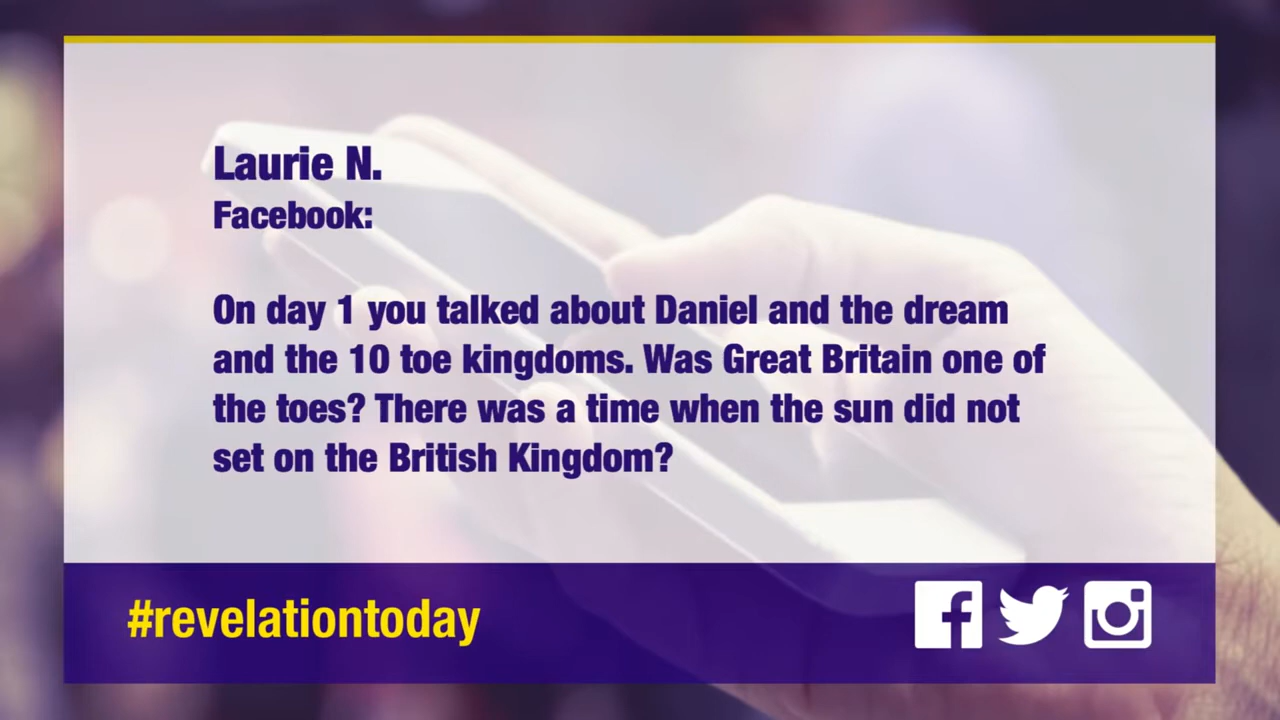 Laurie N.
Facebook:
On day 1 you talked about Daniel and the dream
and the 10 toe kingdoms. Was Great Britain one of
the toes? There was a time when the sun did not
set on the British Kingdom?
#revelationtoday